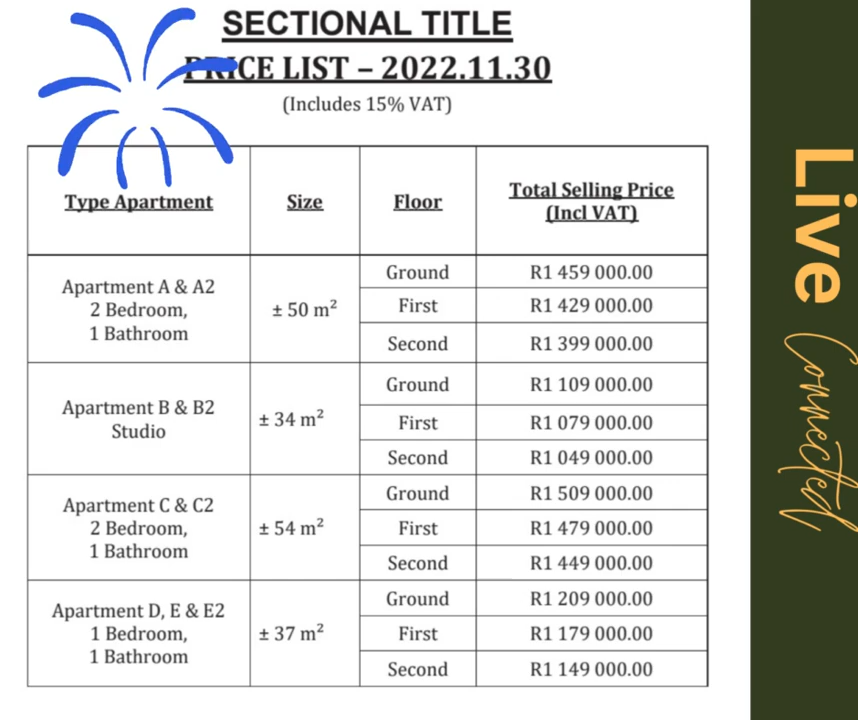 SECTIONAL TITLE
PRICE LIST – 2022.11.30
(Includes 15% VAT)
Type Apartment Size Floor Total Selling Price (Incl VAT)
Apartment A & A2
2 Bedroom,
1 Bathroom
± 50 m²
Ground R1 459 000.00
First R1 429 000.00
Second R1 399 000.00
Apartment B & B2
Studio
± 34 m²
Ground R1 109 000.00
First R1 079 000.00
Second R1 049 000.00
Apartment C & C2
2 Bedroom,
1 Bathroom
± 54 m²
Ground R1 509 000.00
First R1 479 000.00
Second R1 449 000.00
Apartment D, E & E2
1 Bedroom,
1 Bathroom
± 37 m²
Ground R1 209 000.00
First R1 179 000.00
Second R1 149 000.00
Live
Connected